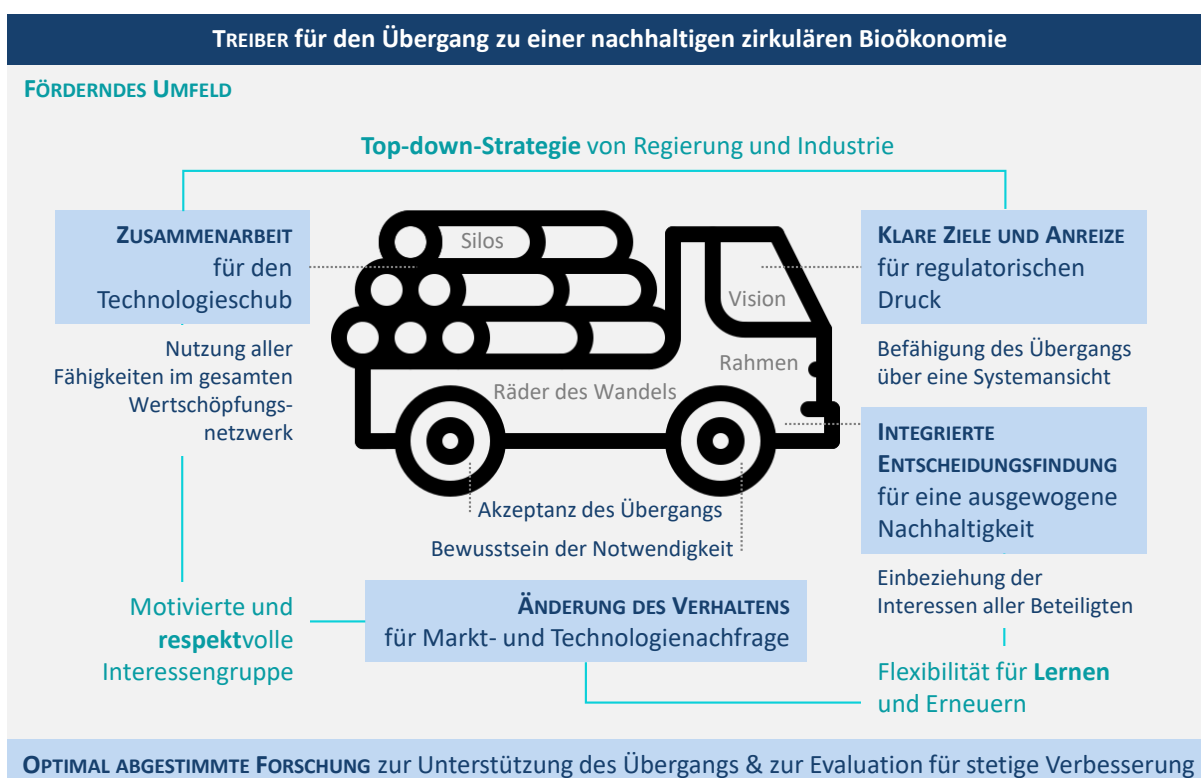 TREIBER für den Übergang zu einer nachhaltigen zirkulären Bioökonomie
FÖRDERNDES UMFELD
Top-down-Strategie von Regierung und Industrie
ZUSAMMENARBEIT
für den
Technologieschub
Nutzung aller
Fähigkeiten im gesamten
Wertschöpfungs-
netzwerk
Silos
Vision
Rahmen
Räder des Wandels
KLARE ZIELE UND ANREIZE
für regulatorischen
Druck
Befähigung des Übergangs
über eine Systemansicht
INTEGRIERTE
ENTSCHEIDUNGSFINDUNG
für eine ausgewogene
Nachhaltigkeit
Einbeziehung der
Interessen aller Beteiligten
Akzeptanz des Übergangs
Bewusstsein der Notwendigkeit
Motivierte und
respektvolle
Interessengruppe
ÄNDERUNG DES VERHALTENS
für Markt- und Technologienachfrage
Flexibilität für Lernen
und Erneuern
OPTIMAL ABGESTIMMTE FORSCHUNG zur Unterstützung des Übergangs & zur Evaluation für stetige Verbesserung